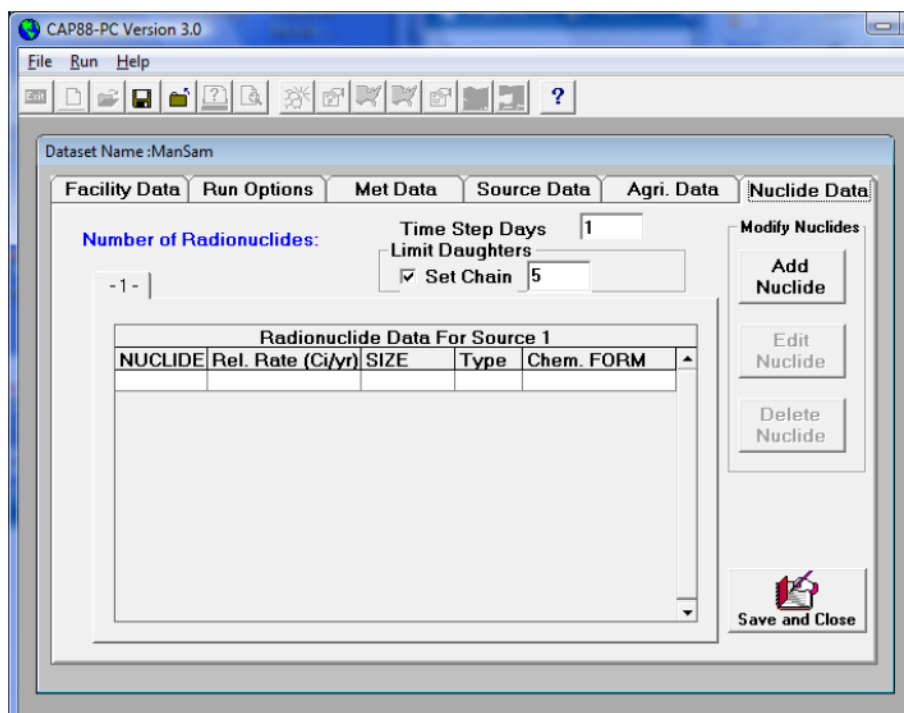 CAP88-PC Version 3.0
File Run Help
Exit ?
Dataset Name :ManSam
Facility Data Run Options Met Data Source Data Agri. Data Nuclide Data
Number of Radionuclides:
Time Step Days 1
Limit Daughters
Set Chain 5
Modify Nuclides
Add
Nuclide
Edit
Nuclide
Delete
Nuclide
- 1 -
Radionuclide Data For Source 1
NUCLIDE Rel. Rate (Ci/yr) SIZE Type Chem. FORM
Save and Close